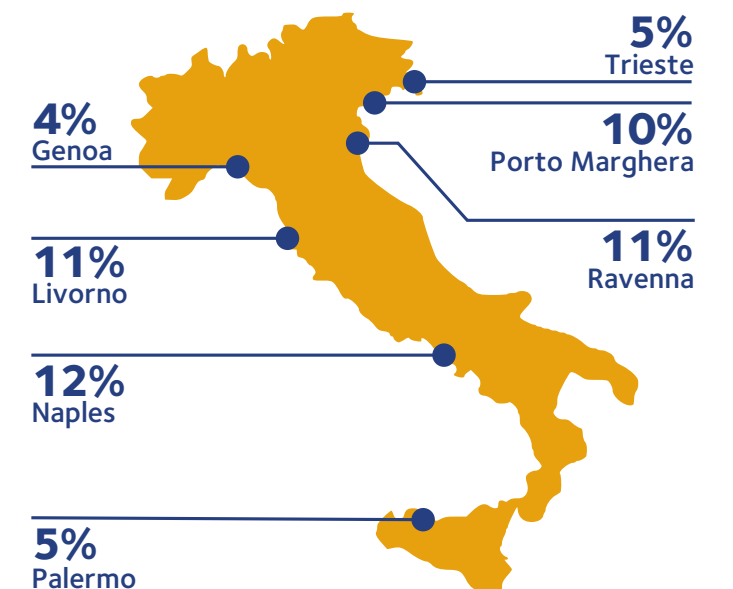 5%
Trieste
4%
Genoa
10%
Porto Marghera
11%
Livorno
11%
Ravenna
12%
Naples
5%
Palermo